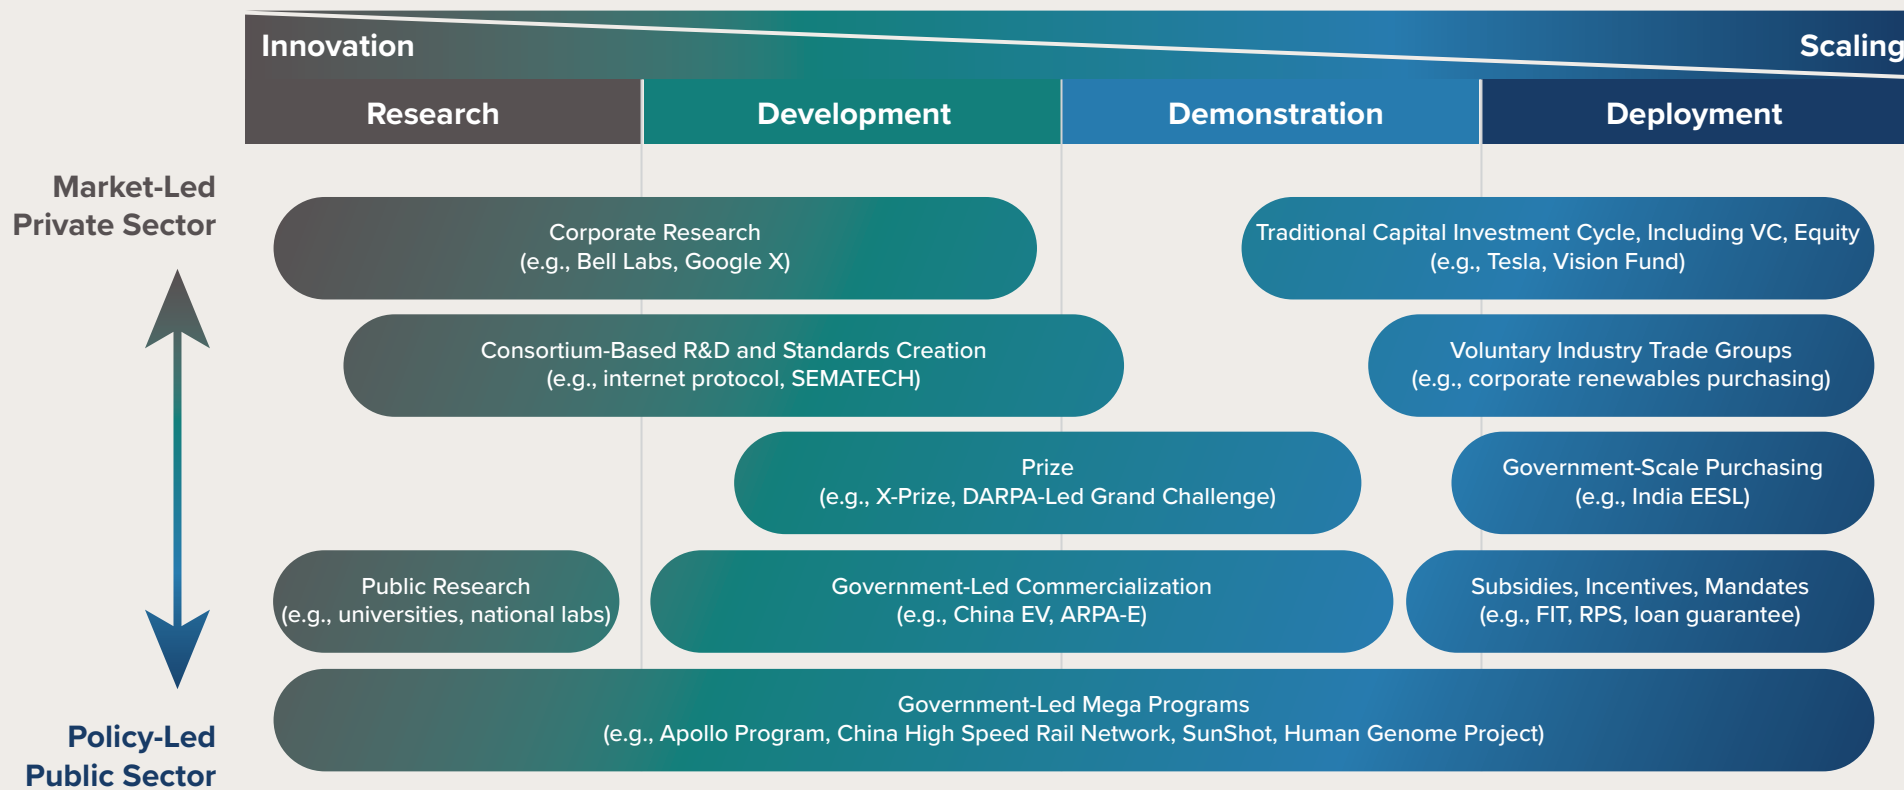 Innovation
Scaling
Research
Development
Demonstration
Deployment
Market-Led
Private Sector
Corporate Research
(e.g., Bell Labs, Google X)
Traditional Capital Investment Cycle, Including VC, Equity
(e.g., Tesla, Vision Fund)
Consortium-Based R&D and Standards Creation
(e.g., internet protocol, SEMATECH)
Voluntary Industry Trade Groups
(e.g., corporate renewables purchasing)
Prize
(e.g., X-Prize, DARPA-Led Grand Challenge)
Government-Scale Purchasing
(e.g., India EESL)
Public Research
(e.g., universities, national labs)
Government-Led Commercialization
(e.g., China EV, ARPA-E)
Subsidies, Incentives, Mandates
(e.g., FIT, RPS, loan guarantee)
Government-Led Mega Programs
(e.g., Apollo Program, China High Speed Rail Network, SunShot, Human Genome Project)
Policy-Led
Public Sector